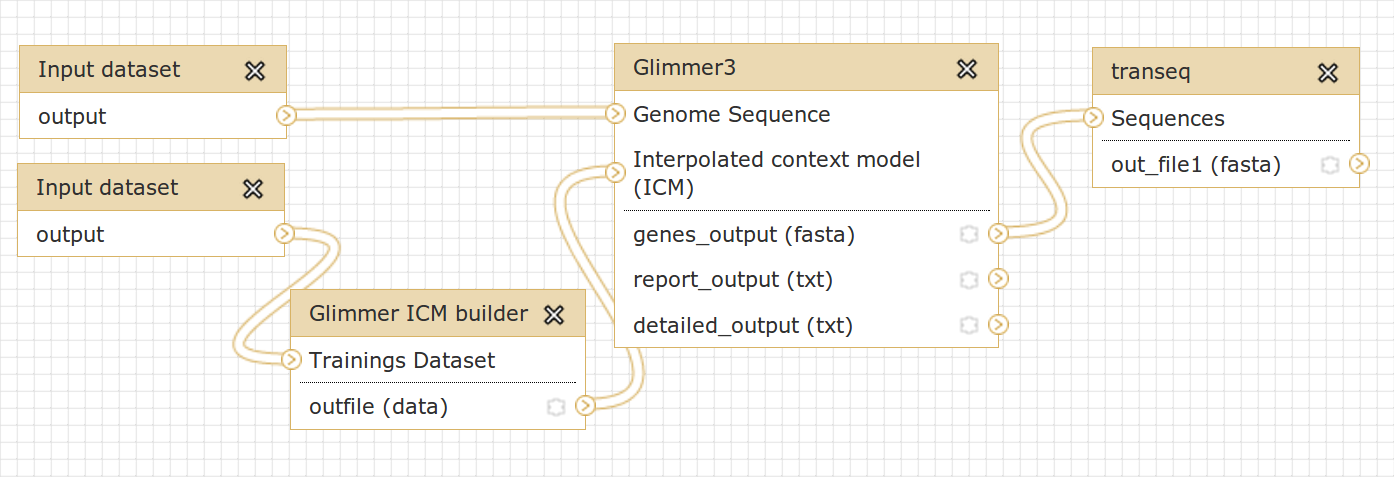 Input dataset
output
Input dataset
output
Glimmer ICM builder
Trainings Dataset
outfile (data)
Glimmer3
Genome Sequence
Interpolated context model
(ICM)
genes_output (fasta)
report_output (txt)
detailed_output (txt)
transeq
Sequences
out_file1 (fasta)